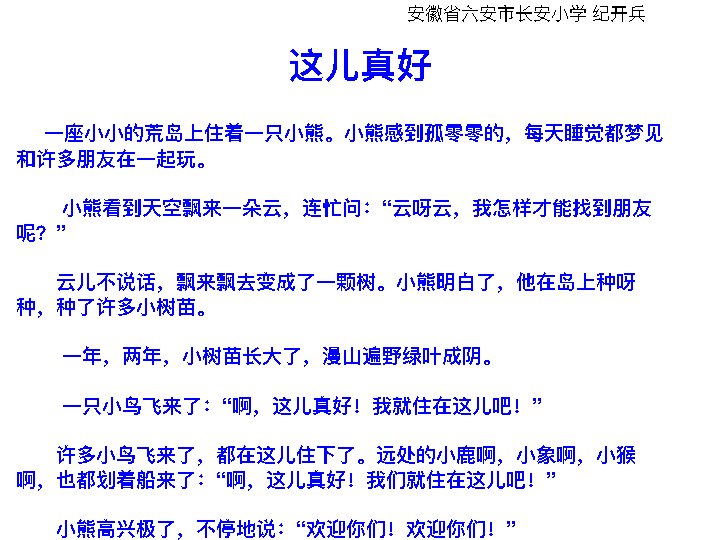 安徽省六安市长安小学 纪开兵
这儿真好
一座小小的荒岛上住着一只小熊。小熊感到孤零零的，每天睡觉都梦见
和许多朋友在一起玩。
小熊看到天空飘来一朵云，连忙问：“云呀云，我怎样才能找到朋友
呢？”
云儿不说话，飘来飘去变成了一颗树。小熊明白了，他在岛上种呀
种，种了许多小树苗。
一年，两年，小树苗长大了，漫山遍野绿叶成阴。
一只小鸟飞来了：“啊，这儿真好！我就住在这儿吧！”
许多小鸟飞来了，都在这儿住下了。远处的小鹿啊，小象啊，小猴
啊，也都划着船来了：“啊，这儿真好！我们就住在这儿吧！”
小熊高兴极了，不停地说：“欢迎你们！欢迎你们！”